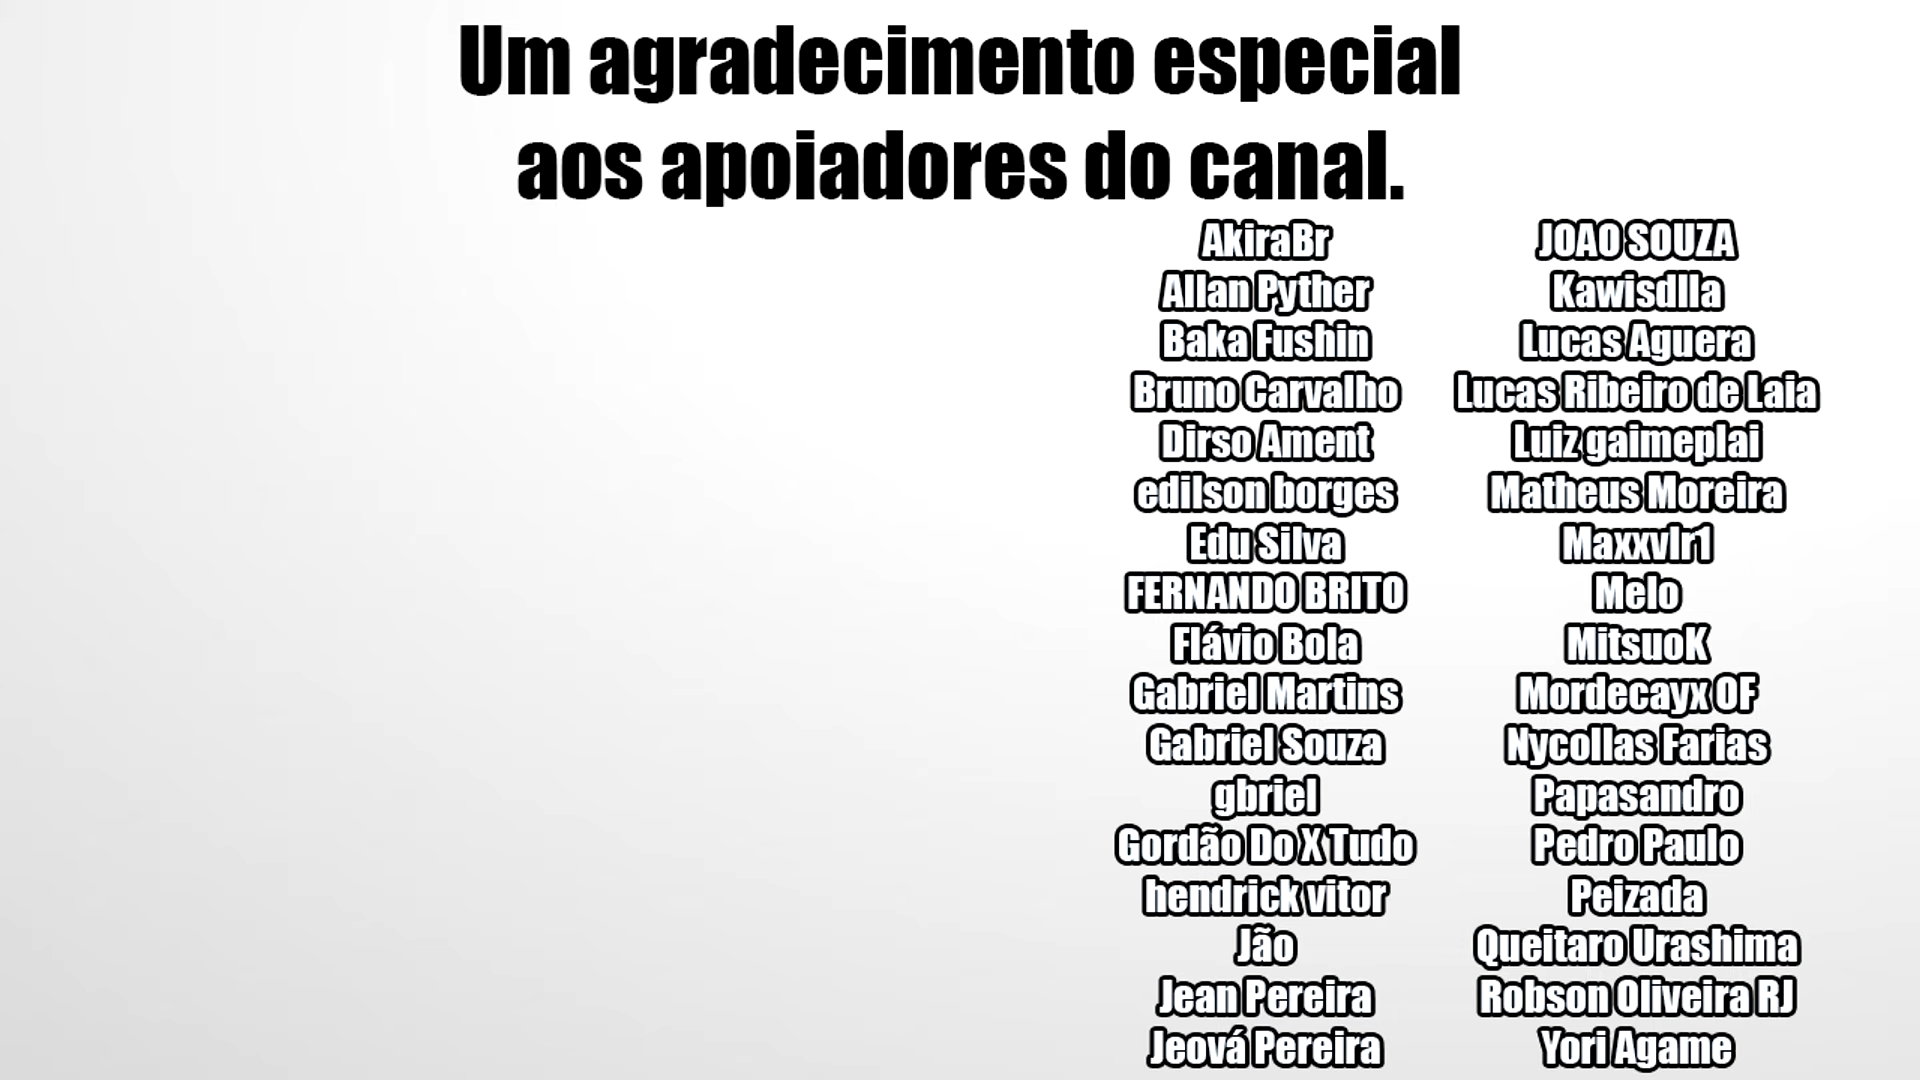 Um agradecimento especial
aos apoiadores do canal.
AkiraBr
Allan Pyther
Baka Fushin
Bruno Carvalho
Dirso Ament
edilson borges
Edu Silva
FERNANDO BRITO
Flávio Bola
Gabriel Martins
Gabriel Souza
gbriel
Gordão Do X Tudo
hendrick vitor
Jão
Jean Pereira
Jeová Pereira
JOAO SOUZA
Kawisdlla
Lucas Aguera
Lucas Ribeiro de Laia
Luiz gaimeplai
Matheus Moreira
Maxxvlr1
Melo
MitsuoK
Mordecayx OF
Nycollas Farias
Papasandro
Pedro Paulo
Peizada
Queitaro Urashima
Robson Oliveira RJ
Yori Agame